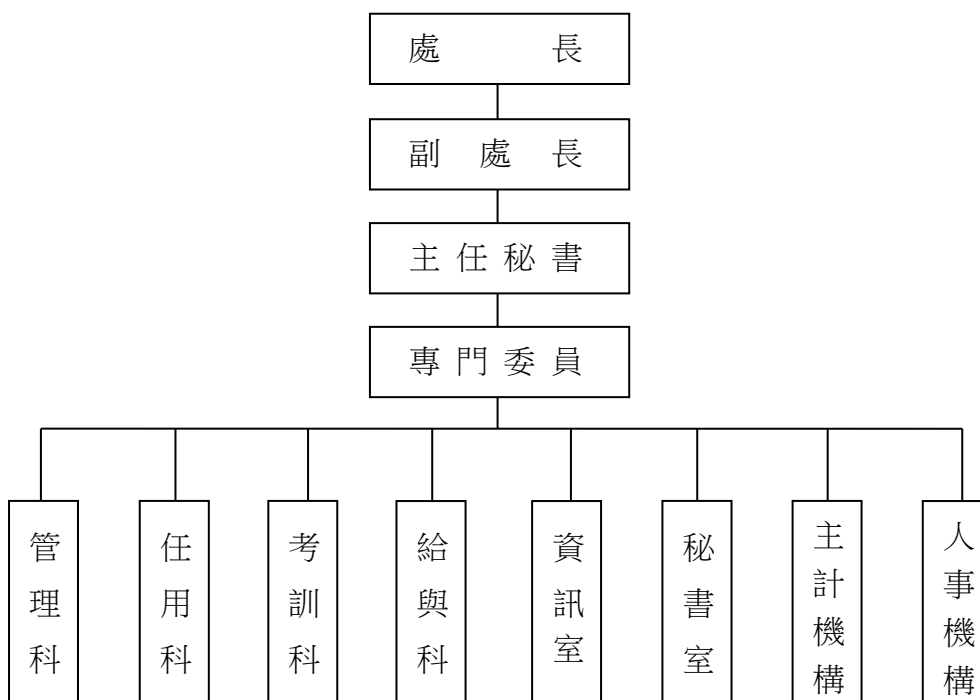 處長
副處長
主任秘書
專門委員
管理科
任用科
考訓科
給與科
資訊室
秘書室
主計機構
人事機構